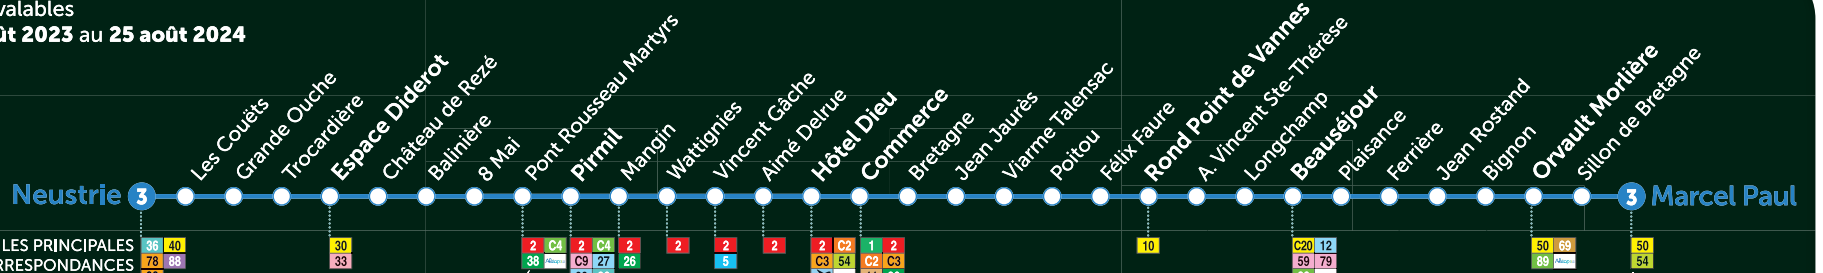 valables
ût 2023 au 25 août 2024
Neustrie 3
Les Couëts
Grande Ouche
Trocardière
Espace Diderot
Château de Rezé
Balinière
8 Mai
Pont Rousseau Martyrs
Pirmil
Mangin
Wattignies
Vincent Gâche
Aimé Delrue
Hôtel Dieu
Commerce
Bretagne
Jean Jaurès
Viarme Talensac
Poitou
Félix Faure
Rond Point de Vannes
A. Vincent Ste-Thérèse
Longchamp
Beauséjour
Plaisance
Ferrière
Jean Rostand
Bignon
Orvault Morlière
Sillon de Bretagne
3 Marcel Paul
LES PRINCIPALES 36 40 30 2 C4 2 C4 2 2 2 2 2 C2 1 2 10 C20 12 50 69 50
RRESPONDANCES 78 88 33 38 C9 27 26 5 C3 54 C2 C3 59 79 89 54